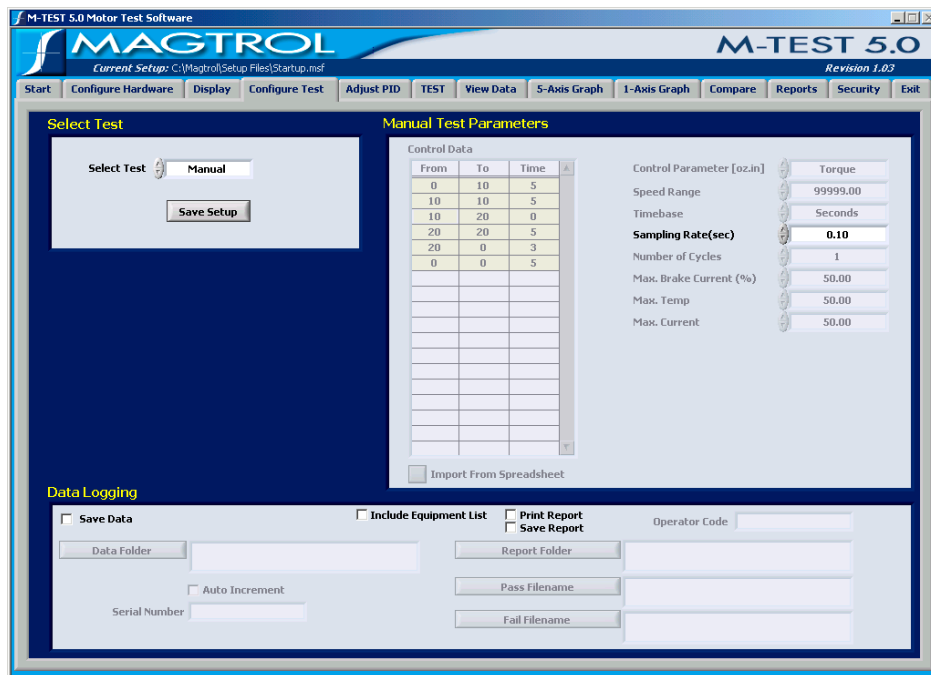 M-TEST 5.0 Motor Test Software
MAGTROL
M-TEST 5.0
Current Setup: C:\Magtrol\Setup Files\Startup.msf
Revision 1.03
Start Configure Hardware Display Configure Test Adjust PID TEST View Data 5-Axis Graph 1-Axis Graph Compare Reports Security Exit
Select Test
Select Test Manual
Save Setup
Manual Test Parameters
Control Data
From To Time
0 10 5
10 10 5
10 20 0
20 20 5
20 0 3
0 0 5
Import From Spreadsheet
Control Parameter [oz.in] Torque
Speed Range 99999.00
Timebase Seconds
Sampling Rate(sec) 0.10
Number of Cycles 1
Max. Brake Current (%) 50.00
Max. Temp 50.00
Max. Current 50.00
Data Logging
Save Data
Include Equipment List
Print Report
Save Report
Operator Code
Data Folder
Report Folder
Auto Increment
Pass Filename
Serial Number
Fail Filename